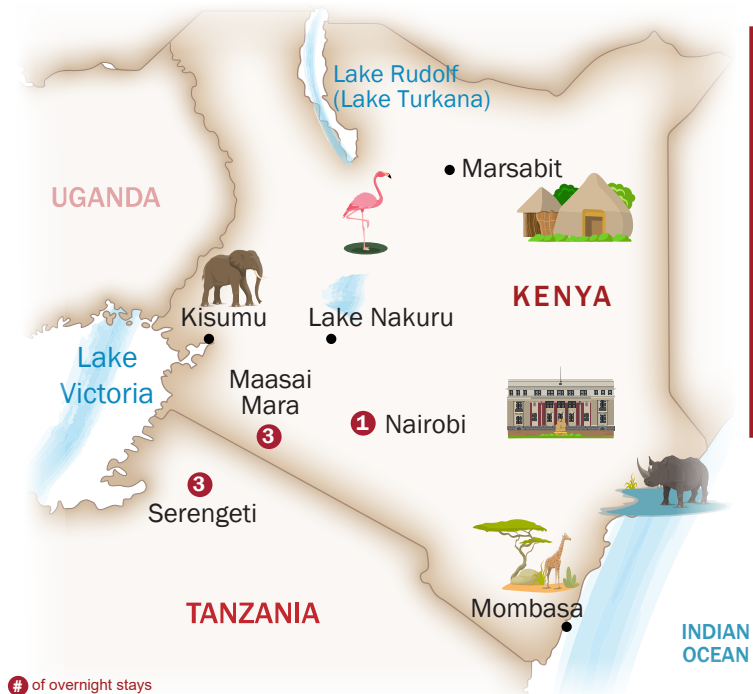 Lake Rudolf
(Lake Turkana)
Marsabit
UGANDA
KENYA
Kisumu
Lake Nakuru
Lake
Victoria
Maasai
Mara
3
1 Nairobi
3
Serengeti
TANZANIA
Mombasa
INDIAN
OCEAN
# of overnight stays